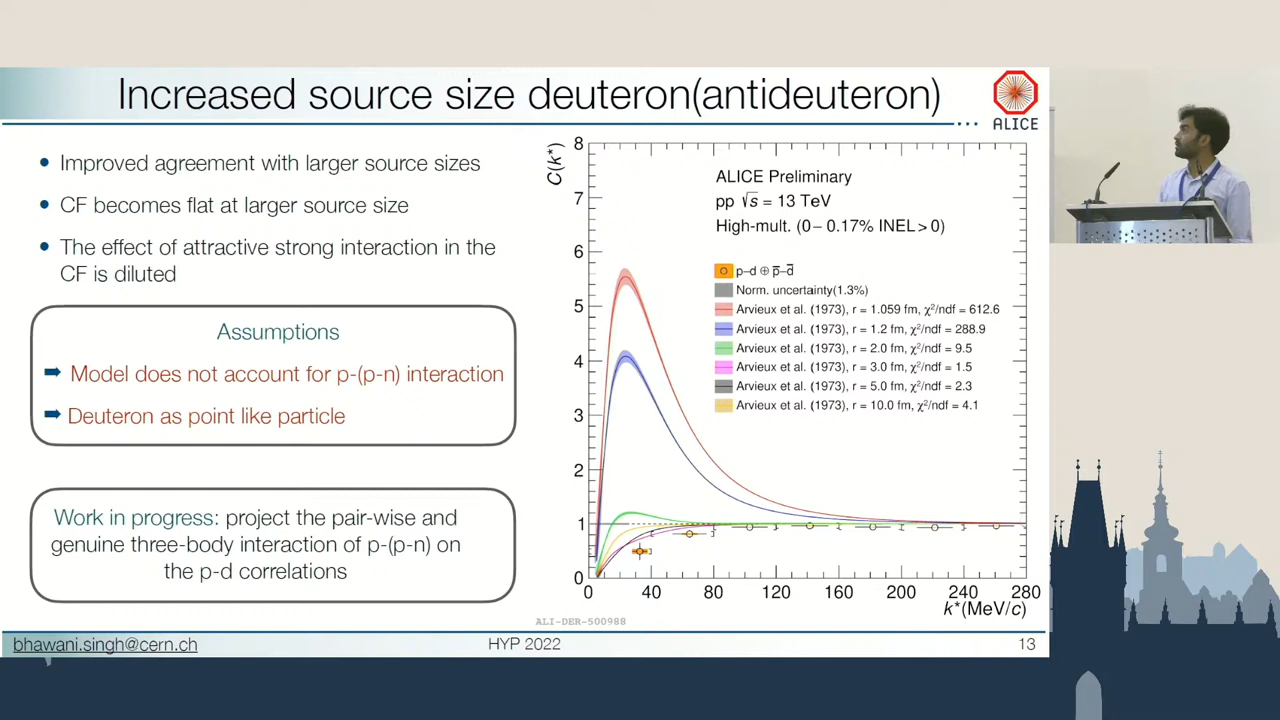 Increased source size deuteron(antideuteron)
ALICE
• Improved agreement with larger source sizes
• CF becomes flat at larger source size
• The effect of attractive strong interaction in the
CF is diluted
Assumptions
➡ Model does not account for p-(p-n) interaction
➡ Deuteron as point like particle
Work in progress: project the pair-wise and
genuine three-body interaction of p-(p-n) on
the p-d correlations
C(k*)
8
7
6
5
4
3
2
1
0
ALICE Preliminary
pp √s = 13 TeV
High-mult. (0 – 0.17% INEL > 0)
p–d ⊕ p̅–d̅
Norm. uncertainty(1.3%)
Arvieux et al. (1973), r = 1.059 fm, χ²/ndf = 612.6
Arvieux et al. (1973), r = 1.2 fm, χ²/ndf = 288.9
Arvieux et al. (1973), r = 2.0 fm, χ²/ndf = 9.5
Arvieux et al. (1973), r = 3.0 fm, χ²/ndf = 1.5
Arvieux et al. (1973), r = 5.0 fm, χ²/ndf = 2.3
Arvieux et al. (1973), r = 10.0 fm, χ²/ndf = 4.1
0 40 80 120 160 200 240 280
k* (MeV/c)
ALI-DER-500988
bhawani.singh@cern.ch HYP 2022 13